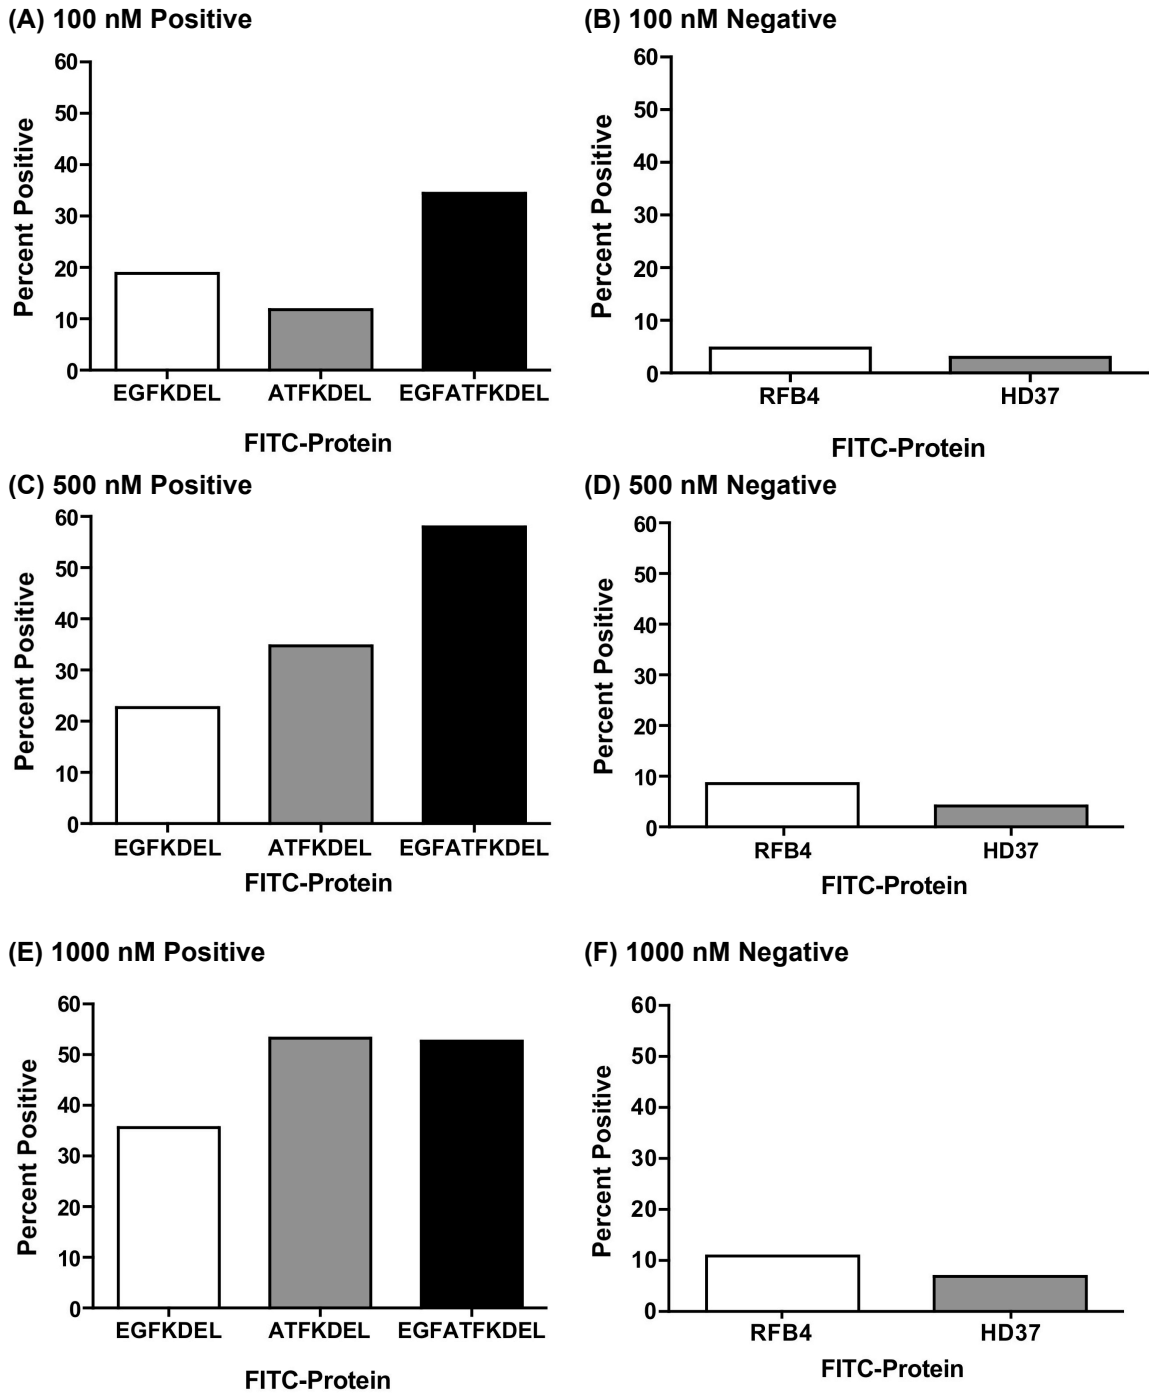 (A) 100 nM Positive
60
50
40
30
20
10
0
Percent Positive
EGFKDEL ATFKDEL EGFATFKDEL
FITC-Protein
(B) 100 nM Negative
60
50
40
30
20
10
0
Percent Positive
RFB4 HD37
FITC-Protein
(C) 500 nM Positive
60
50
40
30
20
10
0
Percent Positive
EGFKDEL ATFKDEL EGFATFKDEL
FITC-Protein
(D) 500 nM Negative
60
50
40
30
20
10
0
Percent Positive
RFB4 HD37
FITC-Protein
(E) 1000 nM Positive
60
50
40
30
20
10
0
Percent Positive
EGFKDEL ATFKDEL EGFATFKDEL
FITC-Protein
(F) 1000 nM Negative
60
50
40
30
20
10
0
Percent Positive
RFB4 HD37
FITC-Protein